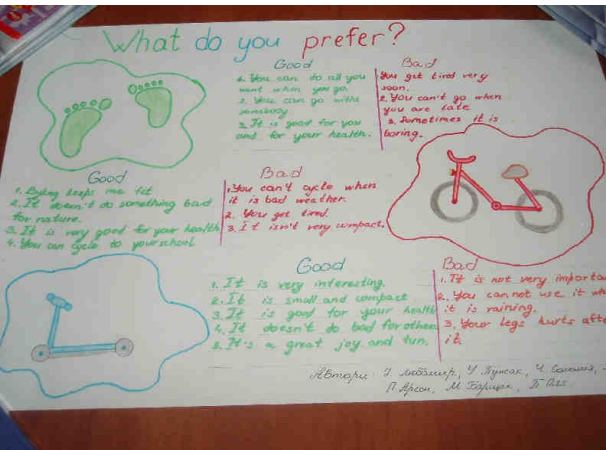 What do you prefer?
Good
1. You can do all you
want when you go.
2. You can go with
somebody
3. It is good for you
and for your health.
Bad
You get tired very
soon.
2. You can't go when
you are late
3. Sometimes it is
boring.
Good
1. keeps me fit
2. It doesn't do something bad
for nature.
3. It is very good for your health
4. You can cycle to your school
Bad
1. You can't cycle when
it is bad weather.
2. You get tired.
3. It isn't very compact.
Good
1. It is very interesting.
2. It is small and compact
3. It is good for your health
4. It doesn't do bad for others
5. It's a great joy and fun.
Bad
1. It is not very importa
2. You can not use it wh
it is raining.
3. Your legs hurts afte
it
Автори: